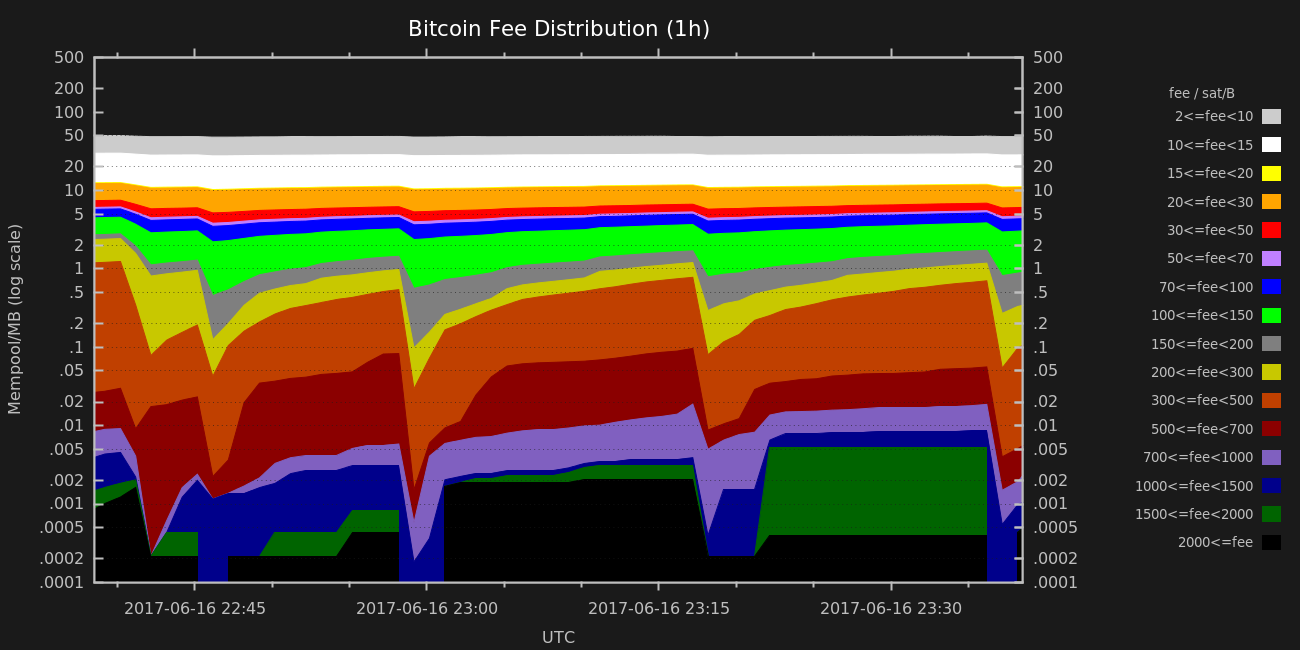 Bitcoin Fee Distribution (1h)
500 500
200 200
100 100
50 50
20 20
10 10
5 5
2 2
1 1
.5 .5
.2 .2
.1 .1
.05 .05
.02 .02
.01 .01
.005 .005
.002 .002
.001 .001
.0005 .0005
.0002 .0002
.0001 .0001
Mempool/MB (log scale)
2017-06-16 22:45 2017-06-16 23:00 2017-06-16 23:15 2017-06-16 23:30
UTC
fee / sat/B
2<=fee<10
10<=fee<15
15<=fee<20
20<=fee<30
30<=fee<50
50<=fee<70
70<=fee<100
100<=fee<150
150<=fee<200
200<=fee<300
300<=fee<500
500<=fee<700
700<=fee<1000
1000<=fee<1500
1500<=fee<2000
2000<=fee